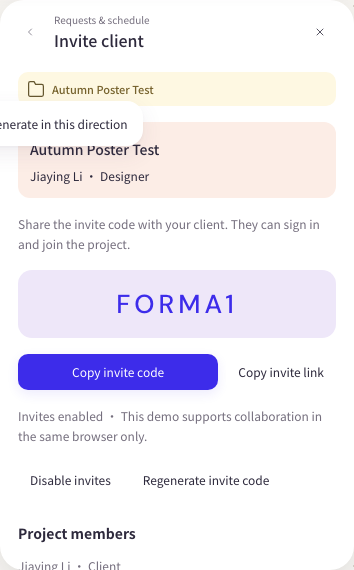 Requests & schedule
Invite client
Autumn Poster Test
enerate in this direction
Autumn Poster Test
Jiaying Li • Designer
Share the invite code with your client. They can sign in
and join the project.
FORMA1
Copy invite code
Copy invite link
Invites enabled • This demo supports collaboration in
the same browser only.
Disable invites
Regenerate invite code
Project members
Jiaying Li • Client